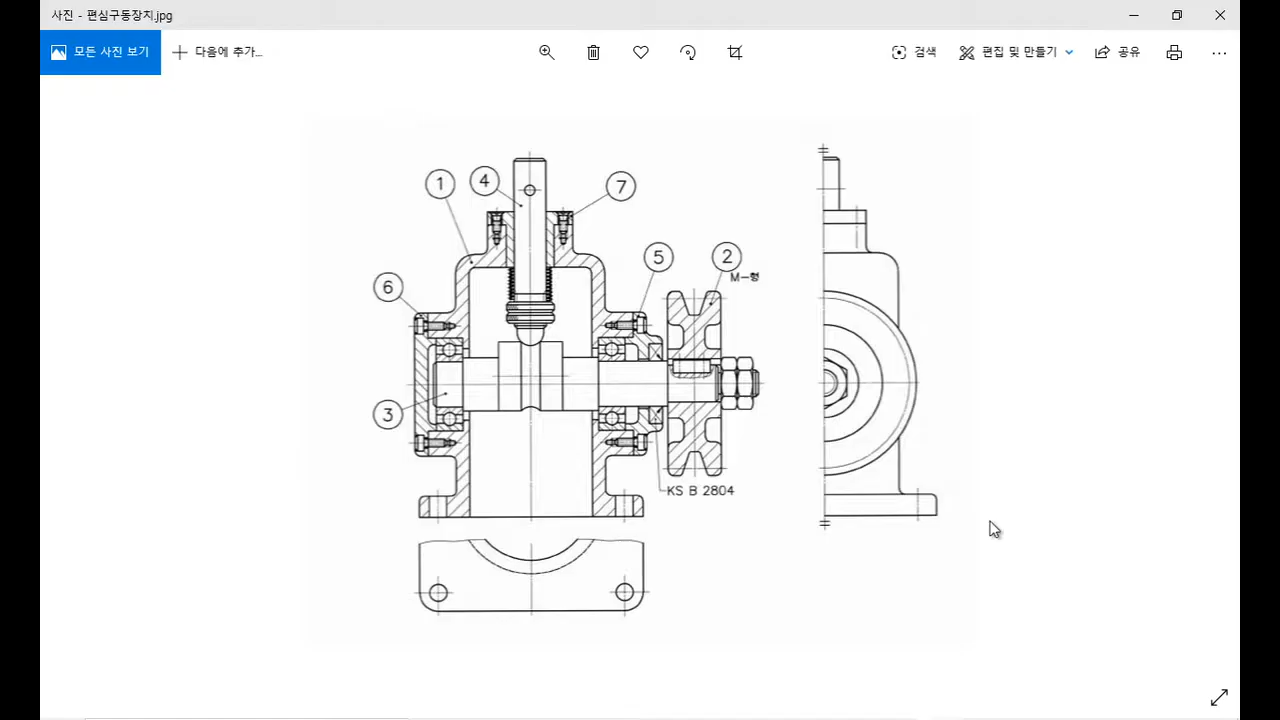 사진 - 편심구동장치.jpg
모든 사진 보기
다음에 추가...
검색
편집 및 만들기
공유
1
4
7
5
2
M-형
6
3
KS B 2804